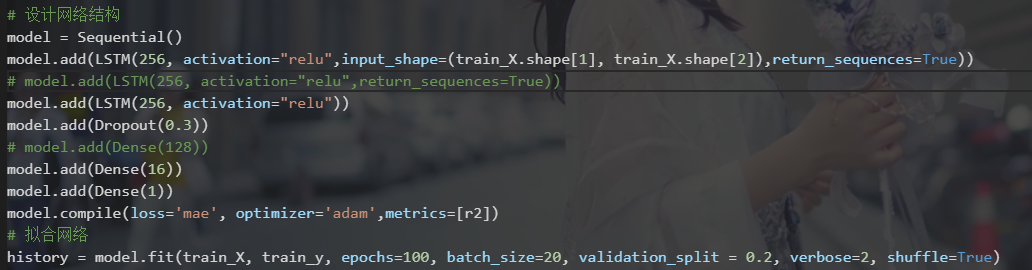 # 设计网络结构
model = Sequential()
model.add(LSTM(256, activation="relu",input_shape=(train_X.shape[1], train_X.shape[2]),return_sequences=True))
# model.add(LSTM(256, activation="relu",return_sequences=True))
model.add(LSTM(256, activation="relu"))
model.add(Dropout(0.3))
# model.add(Dense(128))
model.add(Dense(16))
model.add(Dense(1))
model.compile(loss='mae', optimizer='adam',metrics=[r2])
# 拟合网络
history = model.fit(train_X, train_y, epochs=100, batch_size=20, validation_split = 0.2, verbose=2, shuffle=True)